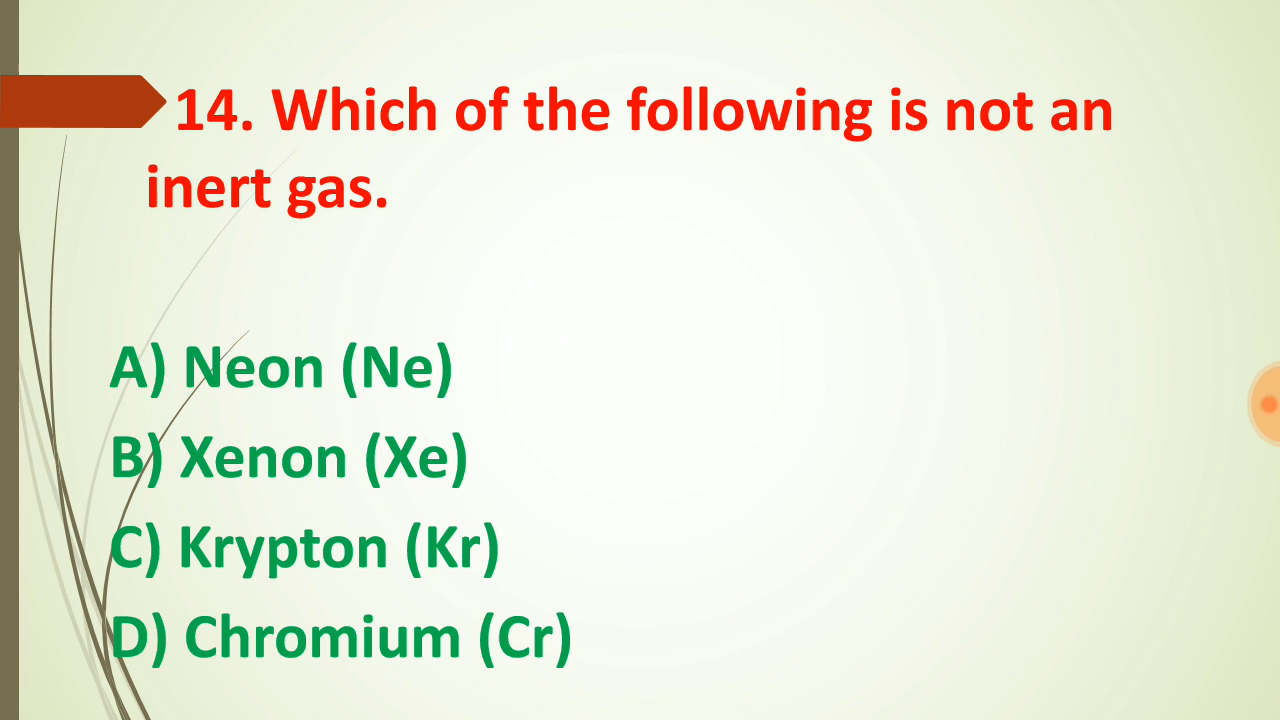 14. Which of the following is not an
inert gas.
A) Neon (Ne)
B) Xenon (Xe)
C) Krypton (Kr)
D) Chromium (Cr)